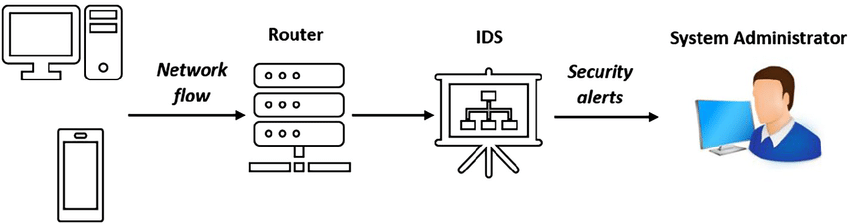 Router
IDS
System Administrator
Network
flow
Security
alerts